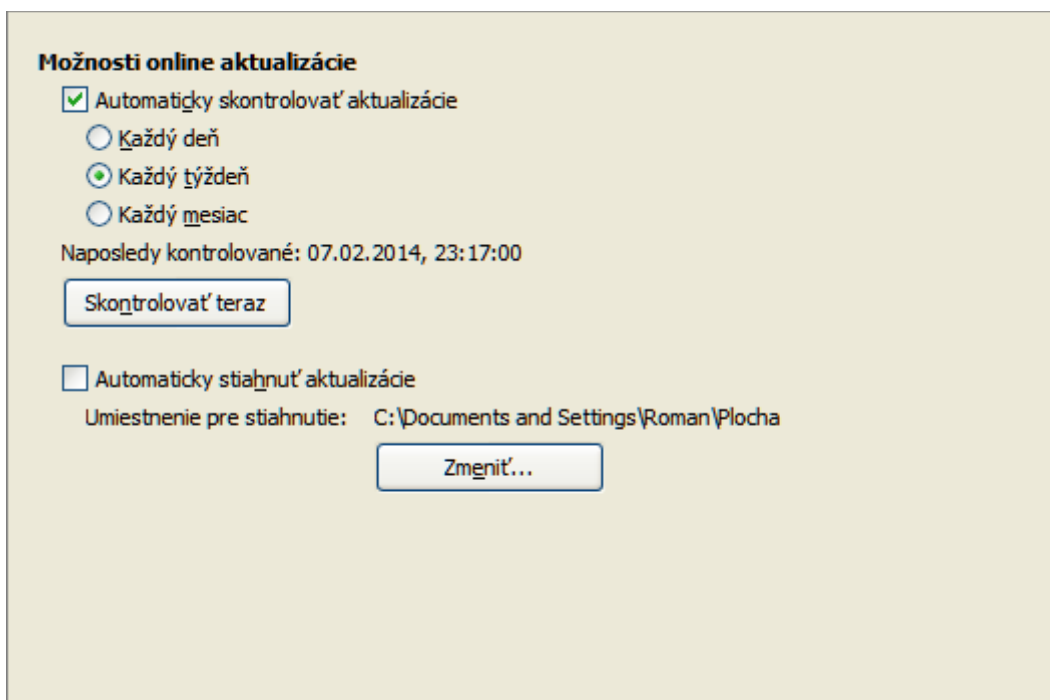 Možnosti online aktualizácie
Automaticky skontrolovať aktualizácie
Každý deň
Každý týždeň
Každý mesiac
Naposledy kontrolované: 07.02.2014, 23:17:00
Skontrolovať teraz
Automaticky stiahnuť aktualizácie
Umiestnenie pre stiahnutie: C:\Documents and Settings\Roman\Plocha
Zmeniť...